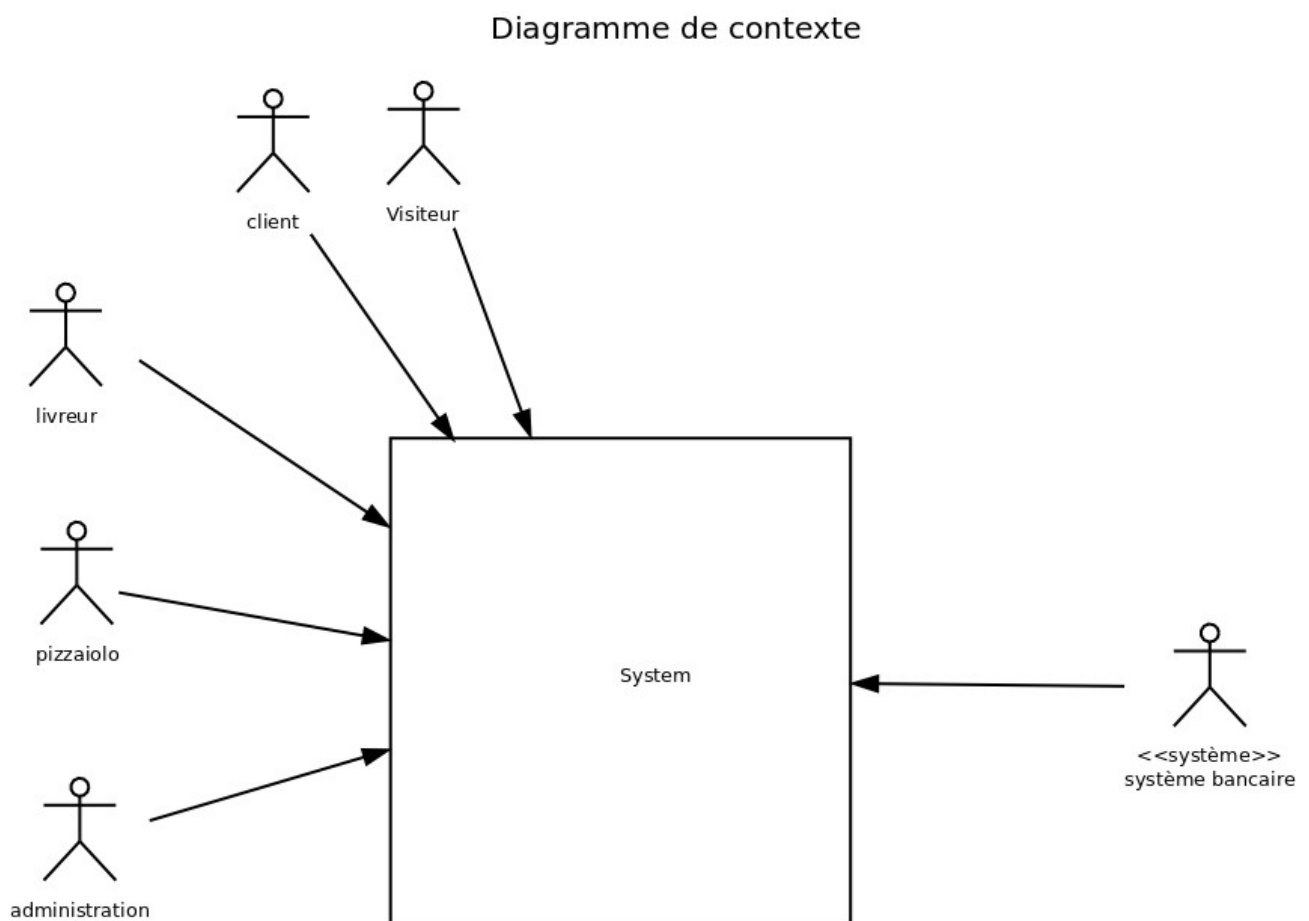 Diagramme de contexte
client
Visiteur
livreur
pizzaiolo
System
<<système>>
système bancaire
administration